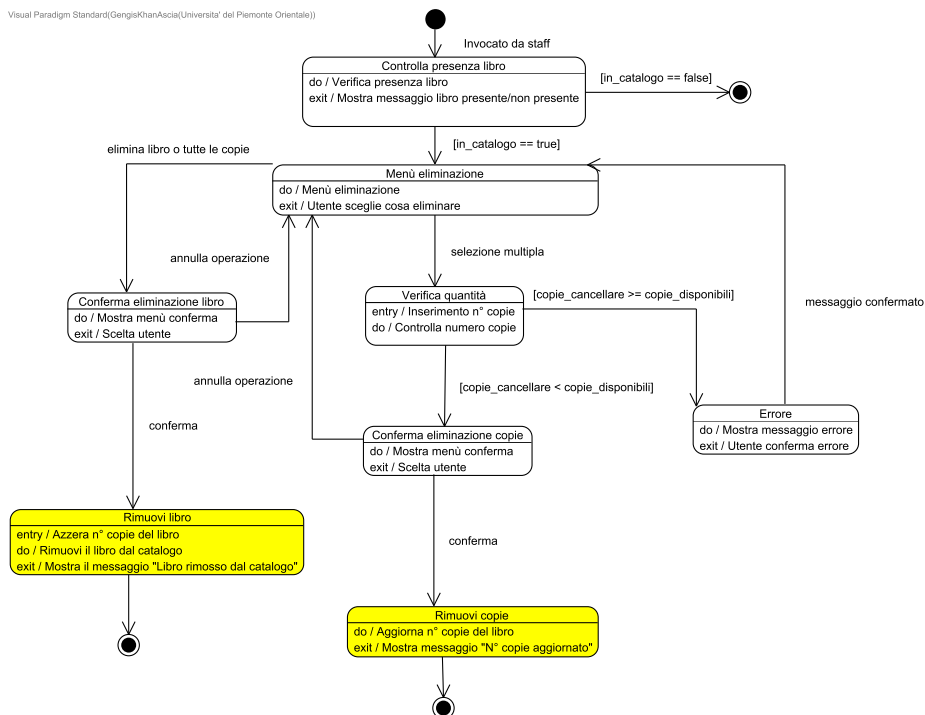 Visual Paradigm Standard(GengisKhanAscia(Universita' del Piemonte Orientale))
Invocato da staff
Controlla presenza libro
do / Verifica presenza libro
exit / Mostra messaggio libro presente/non presente
[in_catalogo == false]
[in_catalogo == true]
elimina libro o tutte le copie
Menù eliminazione
do / Menù eliminazione
exit / Utente sceglie cosa eliminare
annulla operazione
selezione multipla
Conferma eliminazione libro
do / Mostra menù conferma
exit / Scelta utente
Verifica quantità
entry / Inserimento n° copie
do / Controlla numero copie
[copie_cancellare >= copie_disponibili]
messaggio confermato
annulla operazione
[copie_cancellare < copie_disponibili]
conferma
Conferma eliminazione copie
do / Mostra menù conferma
exit / Scelta utente
Errore
do / Mostra messaggio errore
exit / Utente conferma errore
Rimuovi libro
entry / Azzera n° copie del libro
do / Rimuovi il libro dal catalogo
exit / Mostra il messaggio "Libro rimosso dal catalogo"
conferma
Rimuovi copie
do / Aggiorna n° copie del libro
exit / Mostra messaggio "N° copie aggiornato"